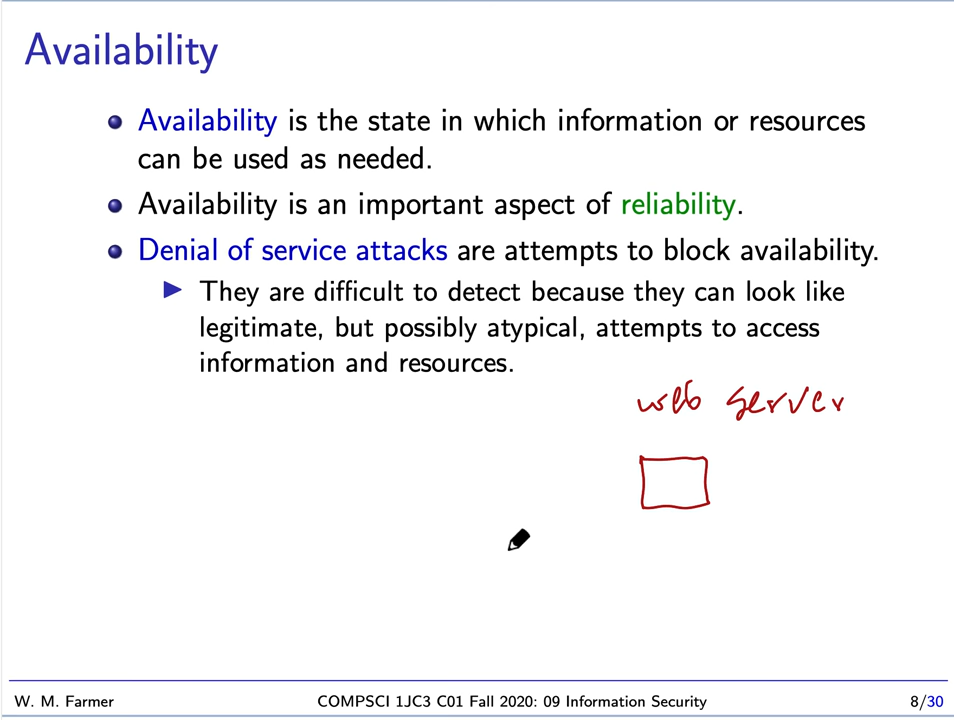 Availability
Availability is the state in which information or resources
can be used as needed.
Availability is an important aspect of reliability.
Denial of service attacks are attempts to block availability.
They are difficult to detect because they can look like
legitimate, but possibly atypical, attempts to access
information and resources.
web server
W. M. Farmer COMPSCI 1JC3 C01 Fall 2020: 09 Information Security 8/30